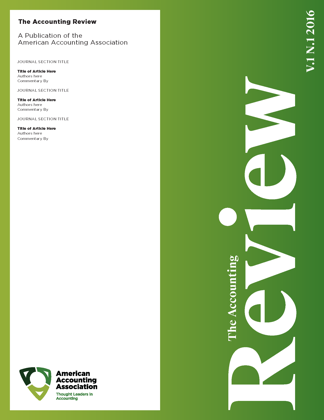 The Accounting Review
A Publication of the
American Accounting Association
JOURNAL SECTION TITLE
Title of Article Here
Authors here
Commentary By
JOURNAL SECTION TITLE
Title of Article Here
Authors here
Commentary By
JOURNAL SECTION TITLE
Title of Article Here
Authors here
Commentary By
American
Accounting
Association
Thought Leaders in
Accounting
The Accounting
Review
V.1 N.1 2016